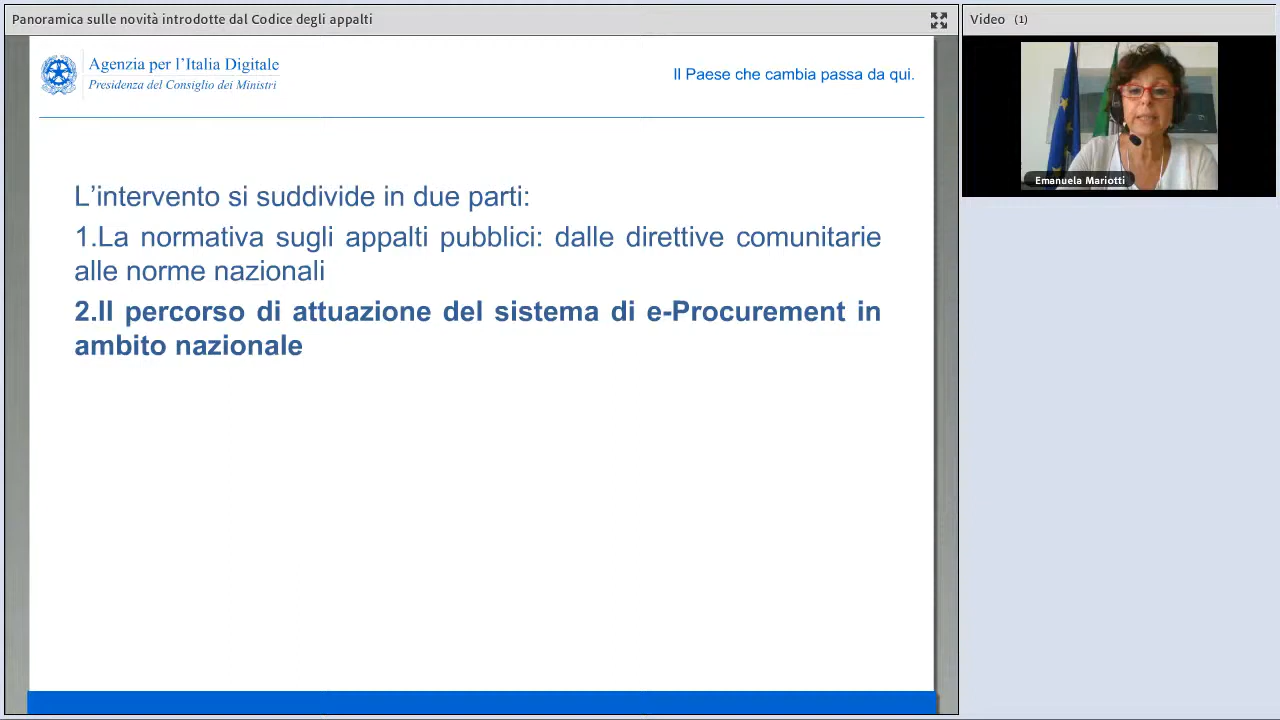 Panoramica sulle novità introdotte dal Codice degli appalti
Video (1)
Agenzia per l'Italia Digitale
Presidenza del Consiglio dei Ministri
Il Paese che cambia passa da qui.
Emanuela Mariotti
L’intervento si suddivide in due parti:
1.La normativa sugli appalti pubblici: dalle direttive comunitarie
alle norme nazionali
2.Il percorso di attuazione del sistema di e-Procurement in
ambito nazionale